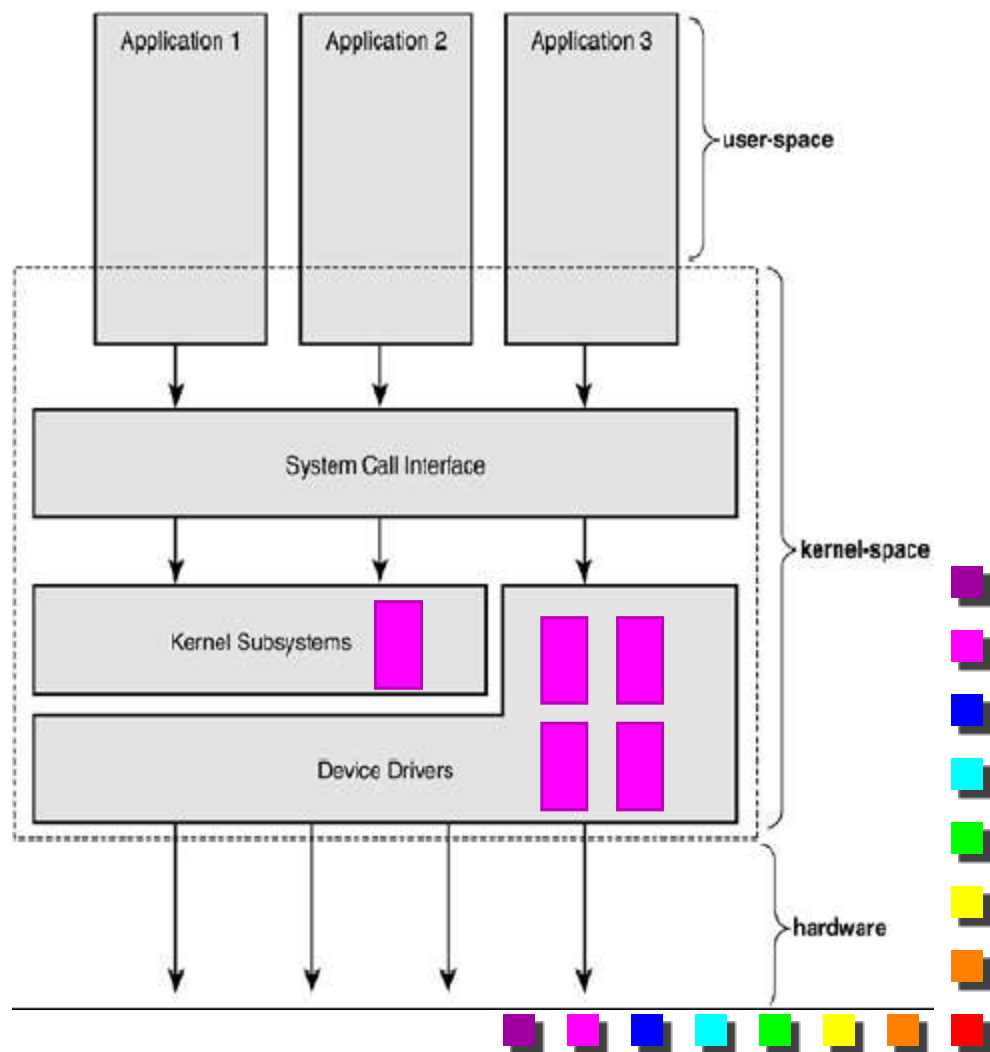 Application 1
Application 2
Application 3
user-space
System Call Interface
kernel-space
Kernel Subsystems
Device Drivers
hardware